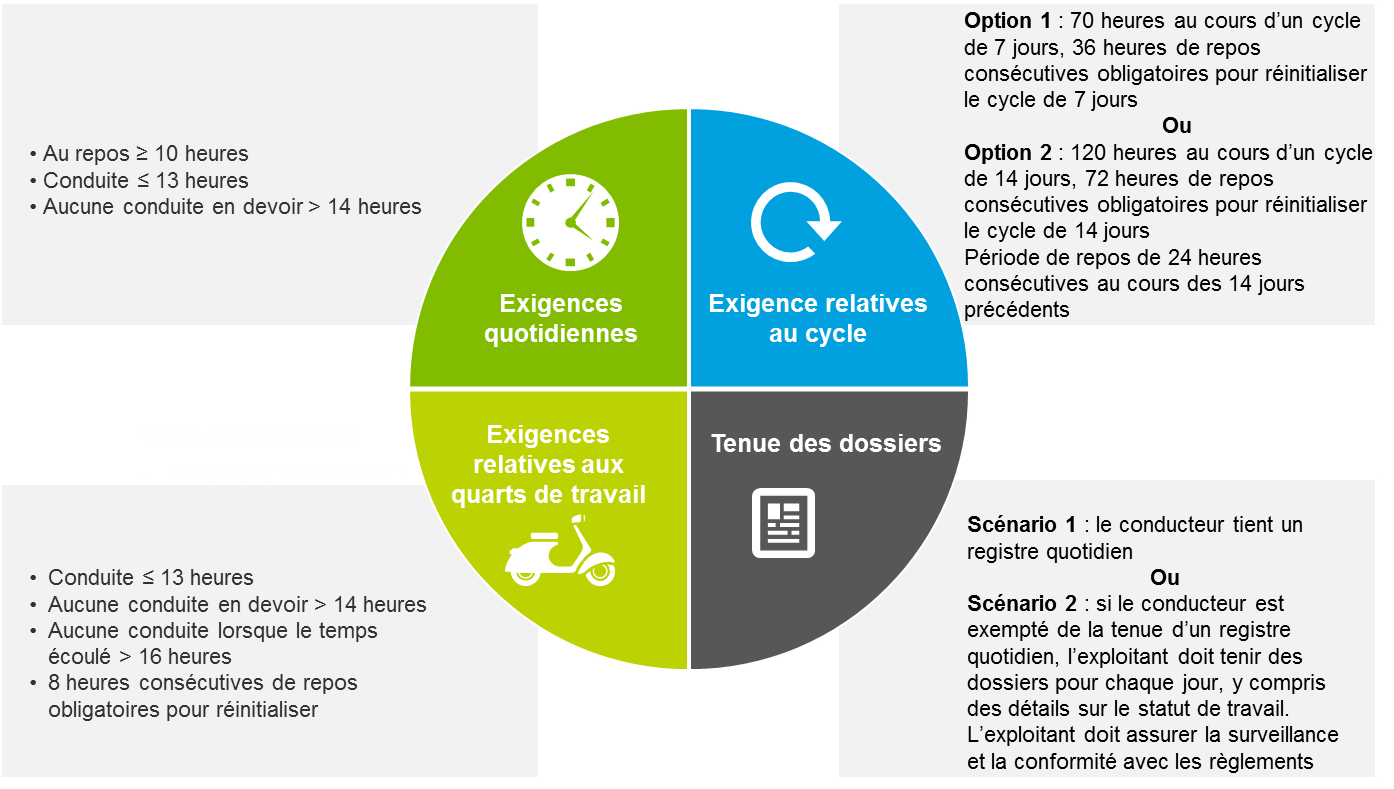 • Au repos ≥ 10 heures
• Conduite ≤ 13 heures
• Aucune conduite en devoir > 14 heures
Exigences
quotidiennes
Exigence relatives
au cycle
Option 1 : 70 heures au cours d’un cycle
de 7 jours, 36 heures de repos
consécutives obligatoires pour réinitialiser
le cycle de 7 jours
Ou
Option 2 : 120 heures au cours d’un cycle
de 14 jours, 72 heures de repos
consécutives obligatoires pour réinitialiser
le cycle de 14 jours
Période de repos de 24 heures
consécutives au cours des 14 jours
précédents
Exigences
relatives aux
quarts de travail
• Conduite ≤ 13 heures
• Aucune conduite en devoir > 14 heures
• Aucune conduite lorsque le temps
écoulé > 16 heures
• 8 heures consécutives de repos
obligatoires pour réinitialiser
Tenue des dossiers
Scénario 1 : le conducteur tient un
registre quotidien
Ou
Scénario 2 : si le conducteur est
exempté de la tenue d’un registre
quotidien, l’exploitant doit tenir des
dossiers pour chaque jour, y compris
des détails sur le statut de travail.
L’exploitant doit assurer la surveillance
et la conformité avec les règlements